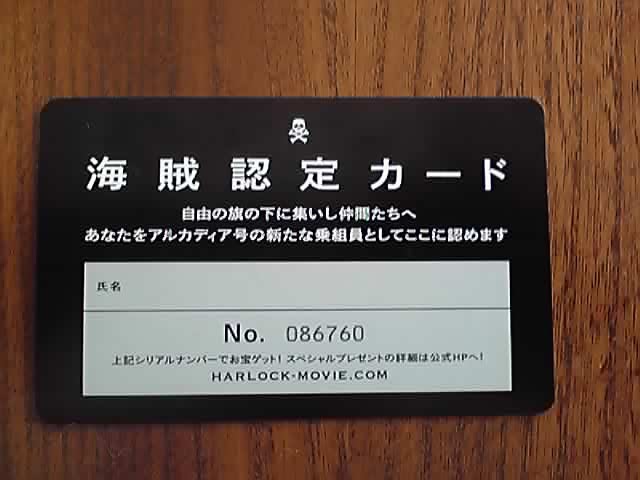 海賊認定カード
自由の旗の下に集いし仲間たちへ
あなたをアルカディア号の新たな乗組員としてここに認めます
氏名
No. 086760
上記シリアルナンバーでお宝ゲット! スペシャルプレゼントの詳細は公式HPへ!
HARLOCK-MOVIE.COM